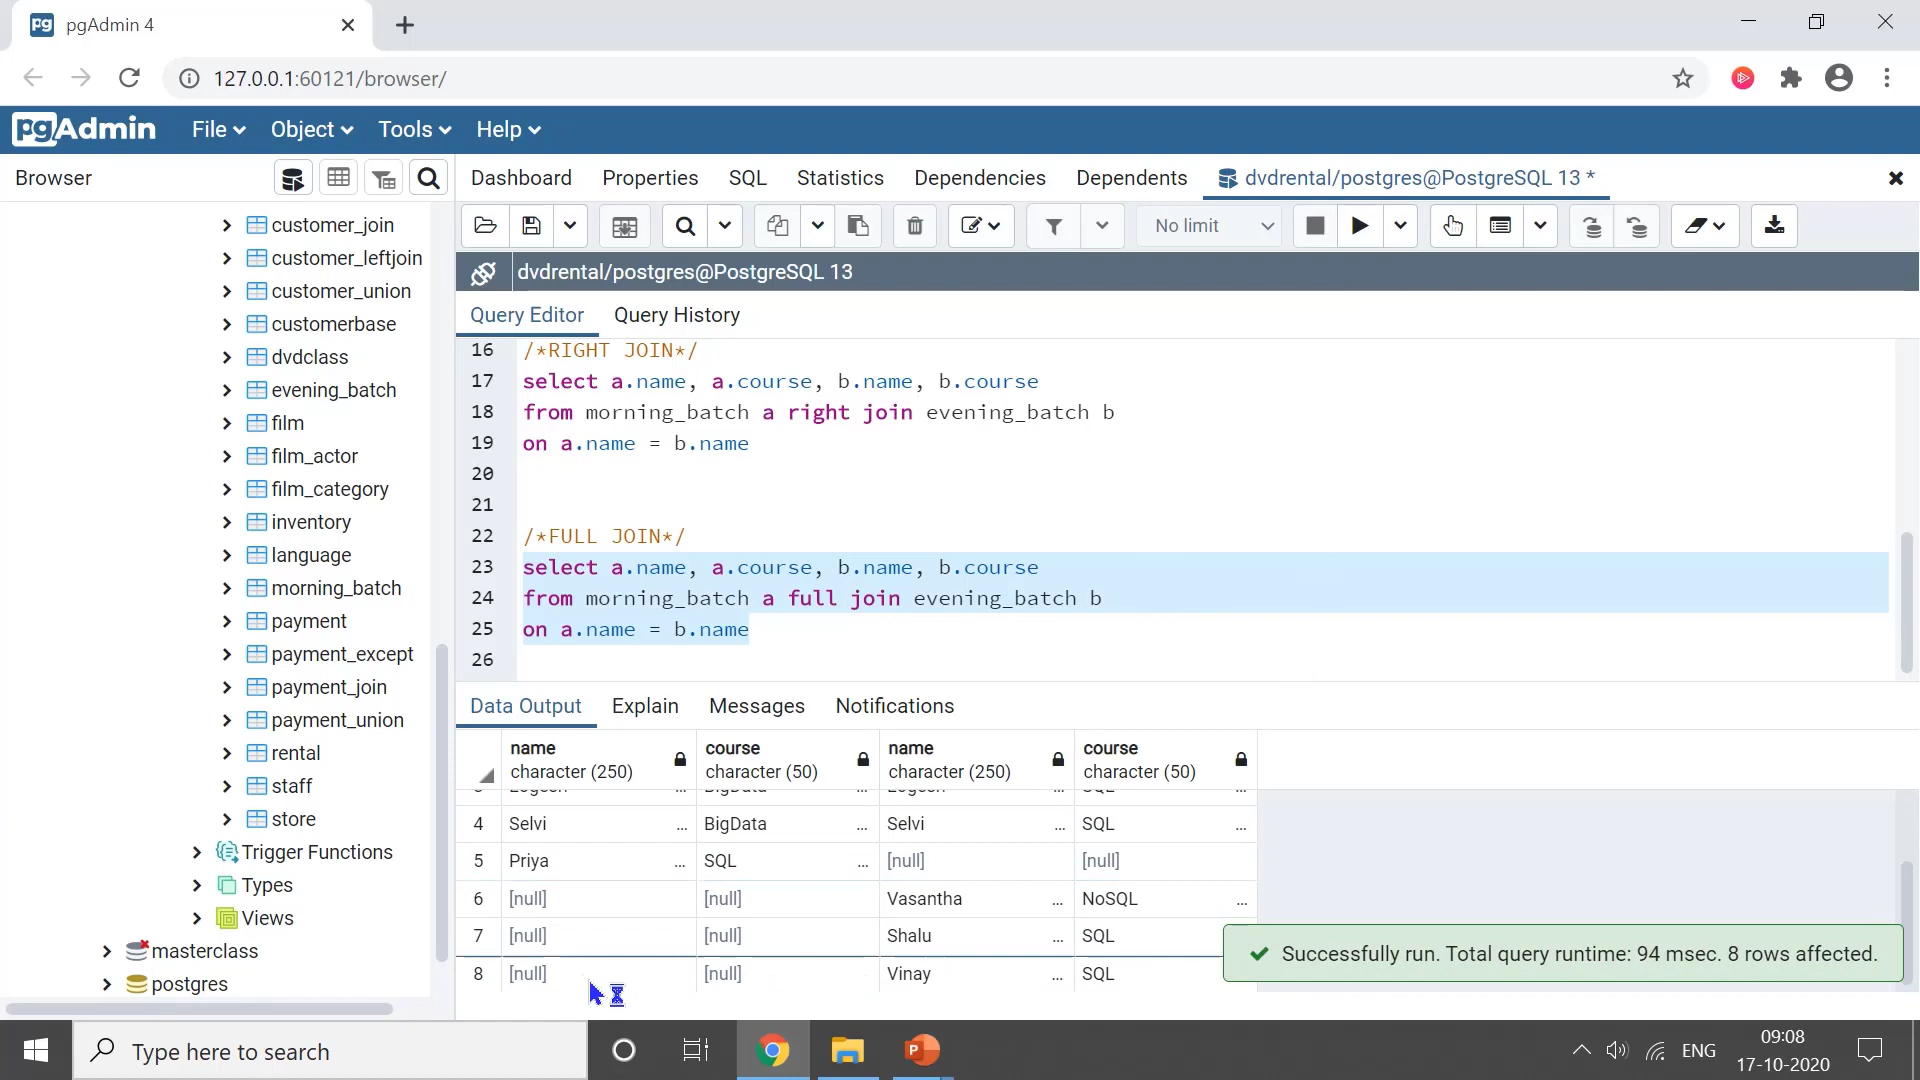 pgAdmin 4
127.0.0.1:60121/browser/
pgAdmin File Object Tools Help
Browser
Dashboard Properties SQL Statistics Dependencies Dependents dvdrental/postgres@PostgreSQL 13 *
No limit
dvdrental/postgres@PostgreSQL 13
Query Editor Query History
customer_join
customer_leftjoin
customer_union
customerbase
dvdclass
evening_batch
film
film_actor
film_category
inventory
language
morning_batch
payment
payment_except
payment_join
payment_union
rental
staff
store
Trigger Functions
Types
Views
masterclass
postgres
16 /*RIGHT JOIN*/
17 select a.name, a.course, b.name, b.course
18 from morning_batch a right join evening_batch b
19 on a.name = b.name
20
21
22 /*FULL JOIN*/
23 select a.name, a.course, b.name, b.course
24 from morning_batch a full join evening_batch b
25 on a.name = b.name
26
Data Output Explain Messages Notifications
name course name course
character (250) character (50) character (250) character (50)
4 Selvi ... BigData ... Selvi ... SQL ...
5 Priya ... SQL ... [null] [null]
6 [null] [null] Vasantha ... NoSQL ...
7 [null] [null] Shalu ... SQL
8 [null] [null] Vinay ... SQL
Successfully run. Total query runtime: 94 msec. 8 rows affected.
Type here to search
ENG
09:08
17-10-2020